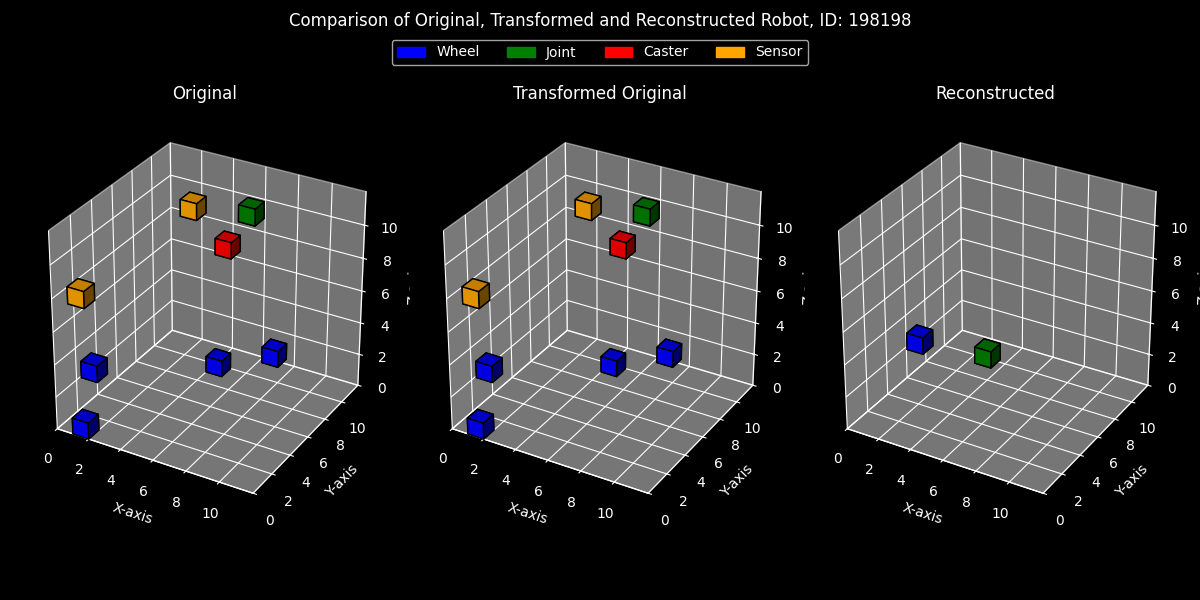 Comparison of Original, Transformed and Reconstructed Robot, ID: 198198
Wheel Joint Caster Sensor
Original Transformed Original Reconstructed
10 10 10
8 8 8
6 6 6
4 4 4
2 2 2
0 0 0
0 2 4 6 8 10
X-axis
0 2 4 6 8 10
Y-axis
0 2 4 6 8 10
X-axis
0 2 4 6 8 10
Y-axis
0 2 4 6 8 10
X-axis
0 2 4 6 8 10
Y-axis